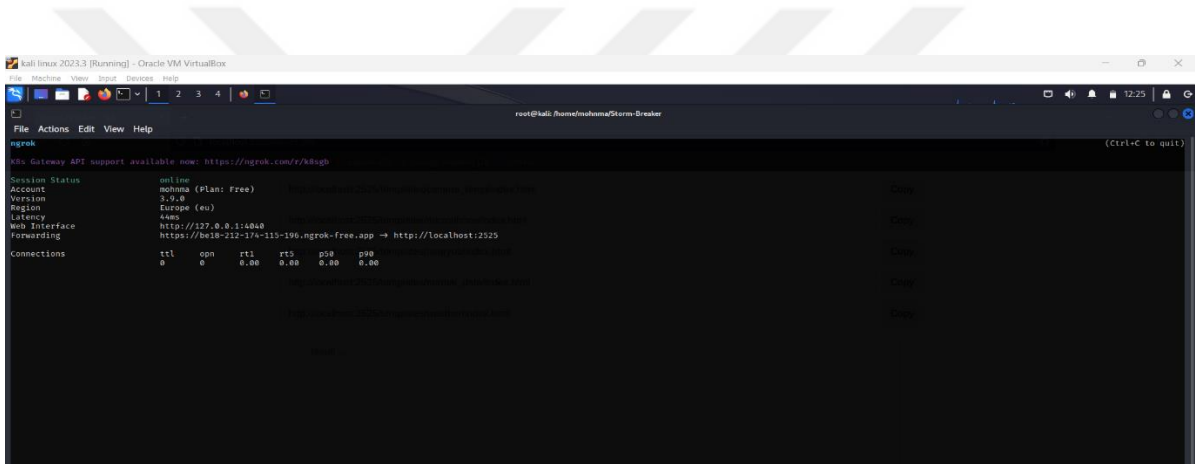 kali linux 2023.3 [Running] - Oracle VM VirtualBox
File Machine View Input Devices Help
1 2 3 4
12:25
root@kali: /home/mohnma/Storm-Breaker
File Actions Edit View Help
ngrok (Ctrl+C to quit)
K8s Gateway API support available now: https://ngrok.com/r/k8sgb
Session Status online
Account mohnma (Plan: Free)
Version 3.9.0
Region Europe (eu)
Latency 44ms
Web Interface http://127.0.0.1:4040
Forwarding https://be18-212-174-115-196.ngrok-free.app → http://localhost:2525
Connections ttl opn rt1 rt5 p50 p90
0 0 0.00 0.00 0.00 0.00
Copy
Copy
Copy
Copy
Copy